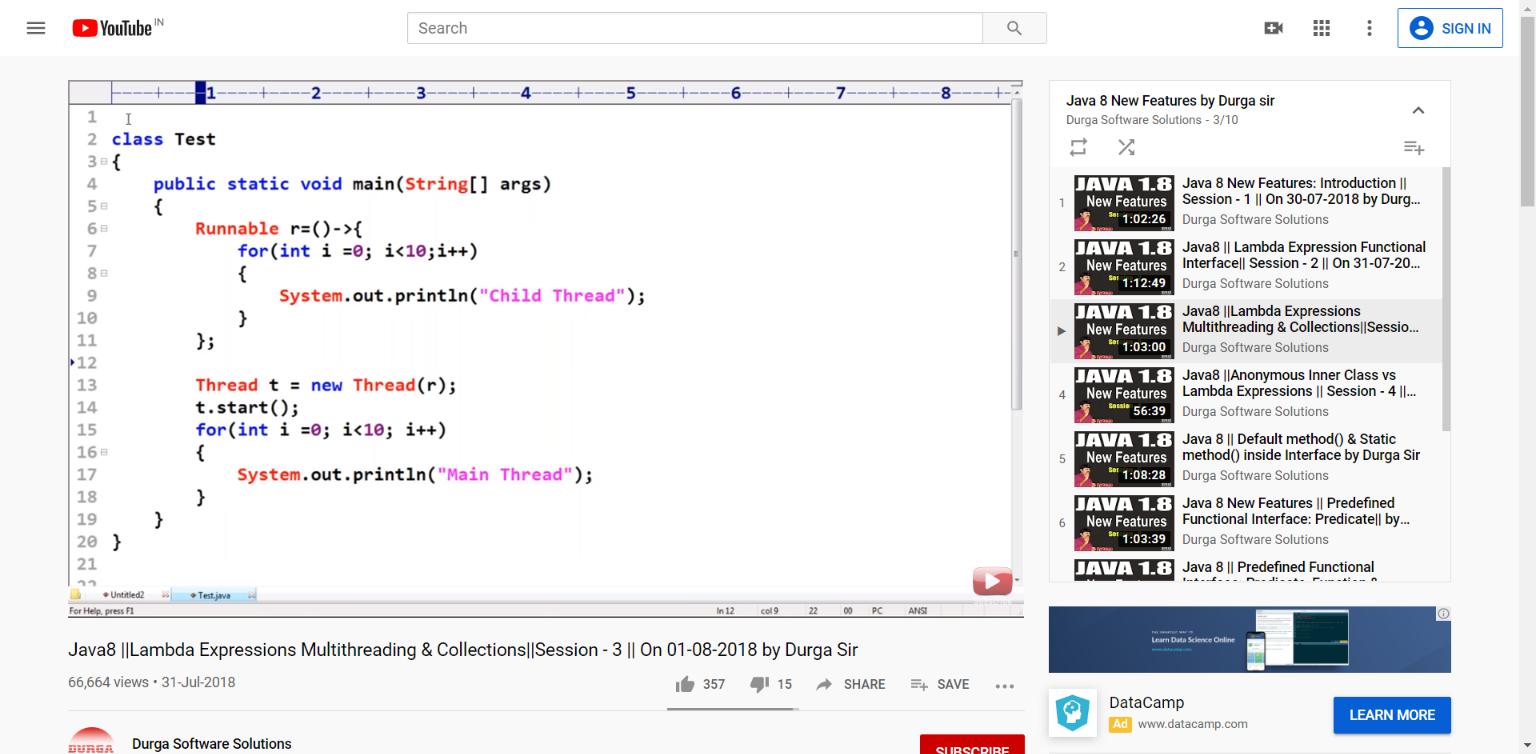 YouTube IN
Search
SIGN IN
1
2
3
4
5
6
7
8
1
2 class Test
3 {
4 public static void main(String[] args)
5 {
6 Runnable r=()->{
7 for(int i =0; i<10;i++)
8 {
9 System.out.println("Child Thread");
10 }
11 };
12
13 Thread t = new Thread(r);
14 t.start();
15 for(int i =0; i<10; i++)
16 {
17 System.out.println("Main Thread");
18 }
19 }
20 }
21
22
Untitled2
Test.java
For Help, press F1
ln 12
col 9
22
00
PC
ANSI
Java8 ||Lambda Expressions Multithreading & Collections||Session - 3 || On 01-08-2018 by Durga Sir
66,664 views • 31-Jul-2018
357
15
SHARE
SAVE
DURGA
Durga Software Solutions
SUBSCRIBE
Java 8 New Features by Durga sir
Durga Software Solutions - 3/10
1
JAVA 1.8
New Features
1:02:26
Java 8 New Features: Introduction ||
Session - 1 || On 30-07-2018 by Durg...
Durga Software Solutions
2
JAVA 1.8
New Features
1:12:49
Java8 || Lambda Expression Functional
Interface|| Session - 2 || On 31-07-20...
Durga Software Solutions
JAVA 1.8
New Features
1:03:00
Java8 ||Lambda Expressions
Multithreading & Collections||Sessio...
Durga Software Solutions
4
JAVA 1.8
New Features
56:39
Java8 ||Anonymous Inner Class vs
Lambda Expressions || Session - 4 ||...
Durga Software Solutions
5
JAVA 1.8
New Features
1:08:28
Java 8 || Default method() & Static
method() inside Interface by Durga Sir
Durga Software Solutions
6
JAVA 1.8
New Features
1:03:39
Java 8 New Features || Predefined
Functional Interface: Predicate|| by...
Durga Software Solutions
JAVA 1.8
Java 8 || Predefined Functional
Interface: Predicate, Function &
Learn Data Science Online
www.datacamp.com
DataCamp
Ad www.datacamp.com
LEARN MORE